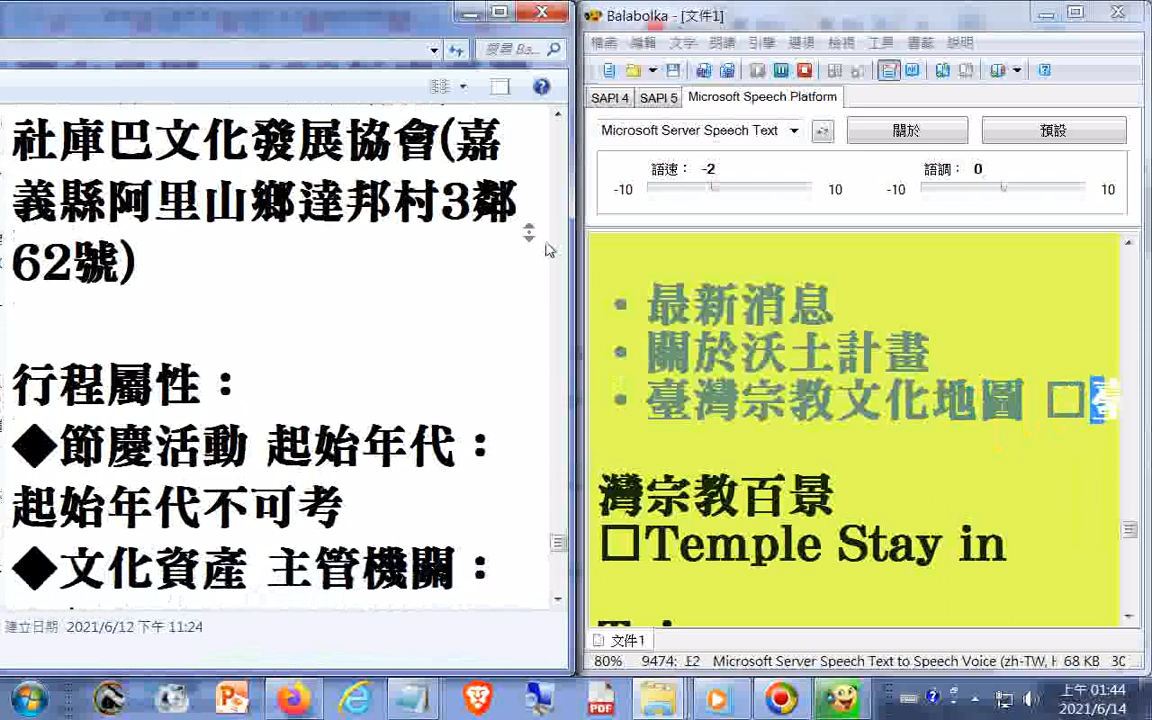 搜尋 Ba...
社庫巴文化發展協會(嘉
義縣阿里山鄉達邦村3鄰
62號)
行程屬性：
◆節慶活動 起始年代：
起始年代不可考
◆文化資產 主管機關：
建立日期 2021/6/12 下午 11:24
Balabolka - [文件1]
檔案 編輯 文字 朗讀 引擎 選項 檢視 工具 書籤 說明
SAPI 4 SAPI 5 Microsoft Speech Platform
Microsoft Server Speech Text 關於 預設
語速： -2 語調： 0
-10 10 -10 10
• 最新消息
• 關於沃土計畫
• 臺灣宗教文化地圖 □臺
灣宗教百景
□Temple Stay in
文件1
80% 9474: Microsoft Server Speech Text to Speech Voice (zh-TW, 68 KB
PDF
上午 01:44
2021/6/14